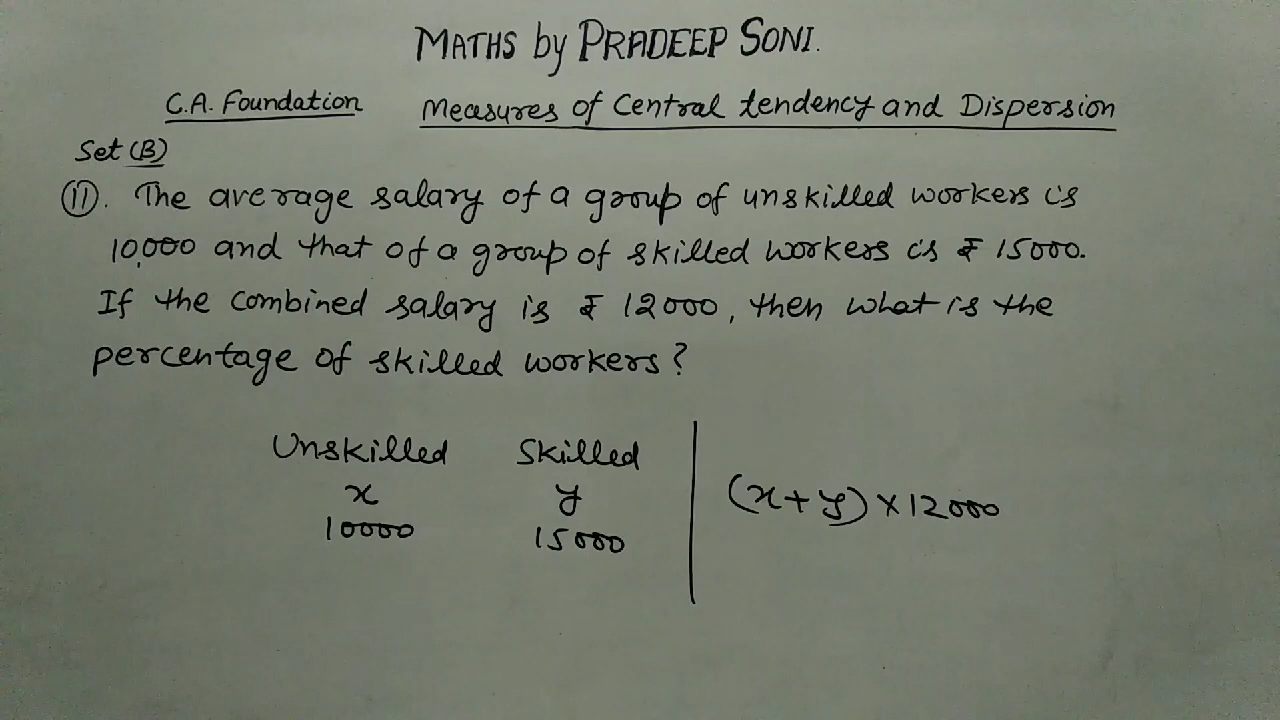 MATHS by PRADEEP SONI.
C.A. Foundation Measures of Central tendency and Dispersion
Set (B)
⑪. The average salary of a group of unskilled workers is
10,000 and that of a group of skilled workers is ₹ 15000.
If the combined salary is ₹ 12000, then what is the
percentage of skilled workers?
Unskilled Skilled
x y (x+y)×12000
10000 15000